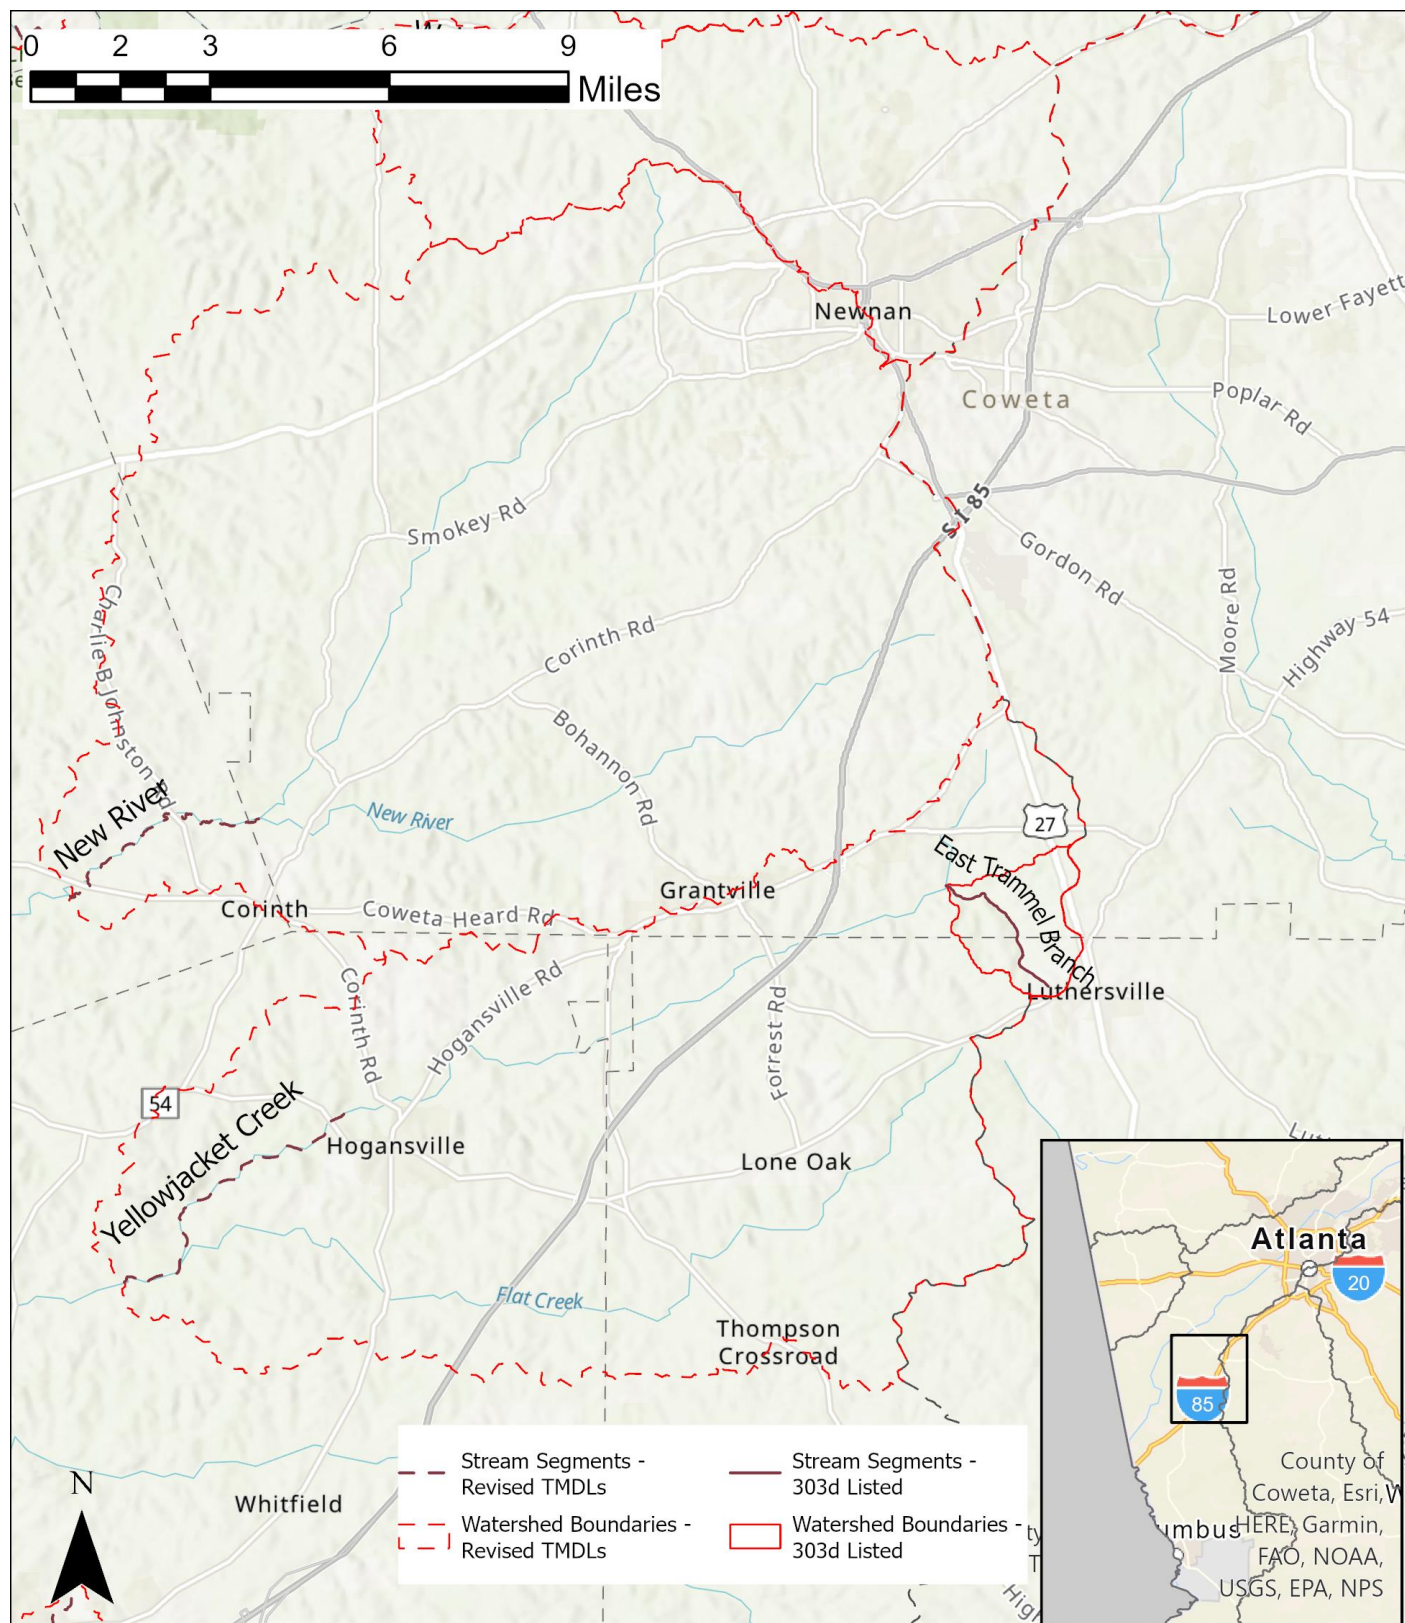 0 2 3 6 9
Miles
Newnan
Lower Fayett
Coweta
Poplar Rd
Smokey Rd
S I 85
Gordon Rd
Moore Rd
Highway 54
Charlie B Johnston Rd
Corinth Rd
Bohannon Rd
New River
New River
27
East Trammel Branch
Grantville
Corinth
Coweta Heard Rd
Luthersville
Corinth Rd
Hogansville Rd
Forrest Rd
54
Yellowjacket Creek
Hogansville
Lone Oak
Flat Creek
Thompson
Crossroad
Whitfield
N
Stream Segments -
Revised TMDLs
Watershed Boundaries -
Revised TMDLs
Stream Segments -
303d Listed
Watershed Boundaries -
303d Listed
Atlanta
20
85
umbus
County of
Coweta, Esri,
HERE, Garmin,
FAO, NOAA,
USGS, EPA, NPS